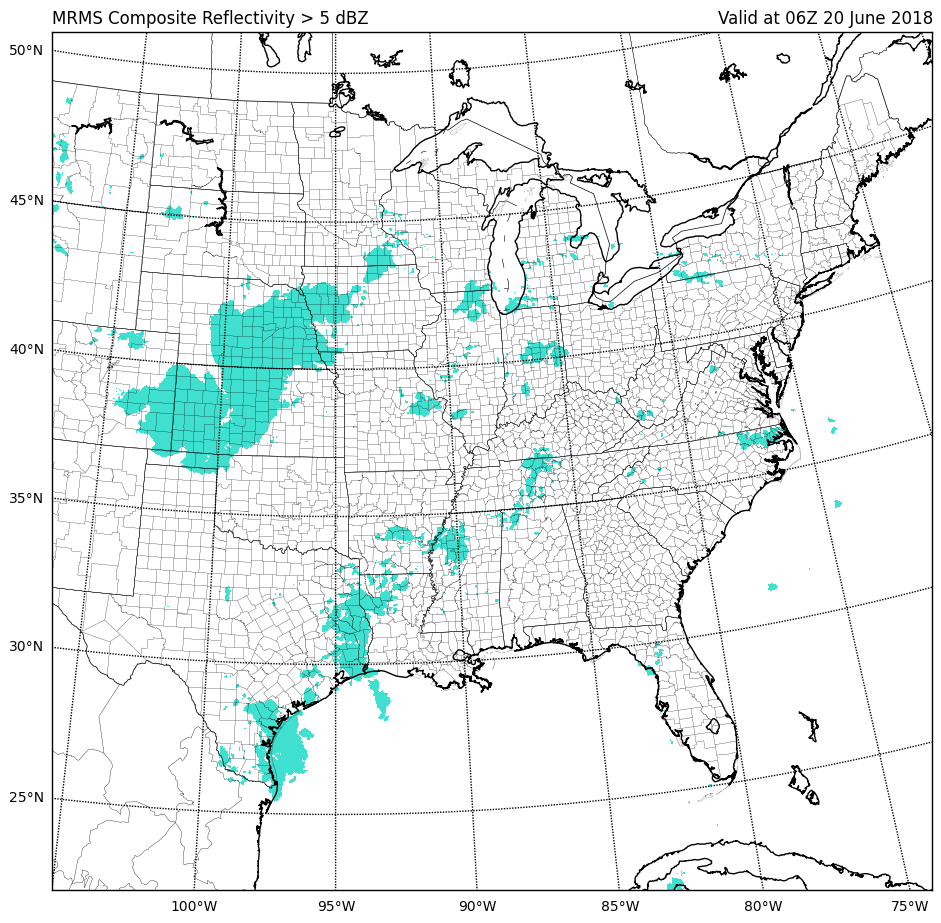 MRMS Composite Reflectivity > 5 dBZ
Valid at 06Z 20 June 2018
50°N
45°N
40°N
35°N
30°N
25°N
100°W 95°W 90°W 85°W 80°W 75°W